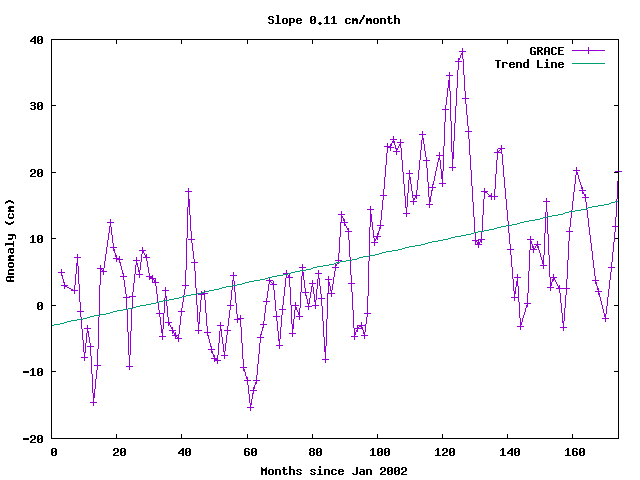 Slope 0.11 cm/month
GRACE
Trend Line
40
30
20
10
0
-10
-20
Anomaly (cm)
0 20 40 60 80 100 120 140 160
Months since Jan 2002